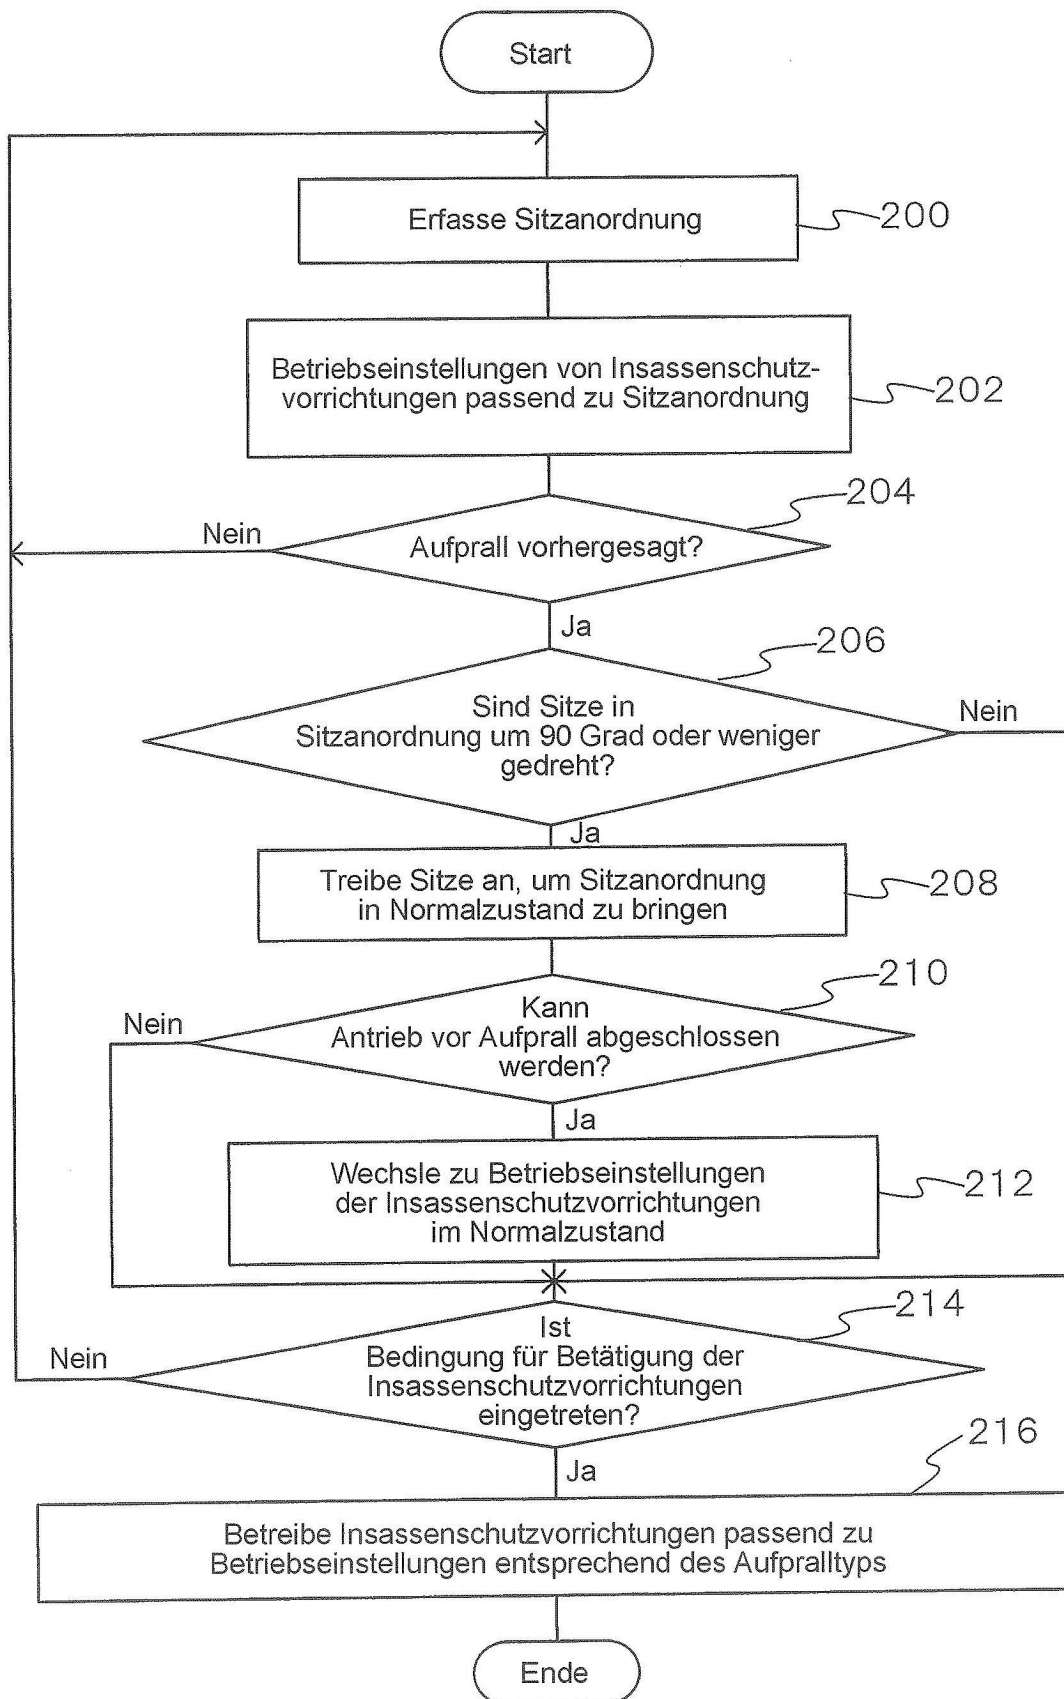 Start
Erfasse Sitzanordnung
200
Betriebseinstellungen von Insassenschutz-
vorrichtungen passend zu Sitzanordnung
202
204
Nein
Aufprall vorhergesagt?
Ja
206
Sind Sitze in
Sitzanordnung um 90 Grad oder weniger
gedreht?
Nein
Ja
Treibe Sitze an, um Sitzanordnung
in Normalzustand zu bringen
208
210
Nein
Kann
Antrieb vor Aufprall abgeschlossen
werden?
Ja
Wechsle zu Betriebseinstellungen
der Insassenschutzvorrichtungen
im Normalzustand
212
214
Nein
Ist
Bedingung für Betätigung der
Insassenschutzvorrichtungen
eingetreten?
Ja
216
Betreibe Insassenschutzvorrichtungen passend zu
Betriebseinstellungen entsprechend des Aufpralltyps
Ende